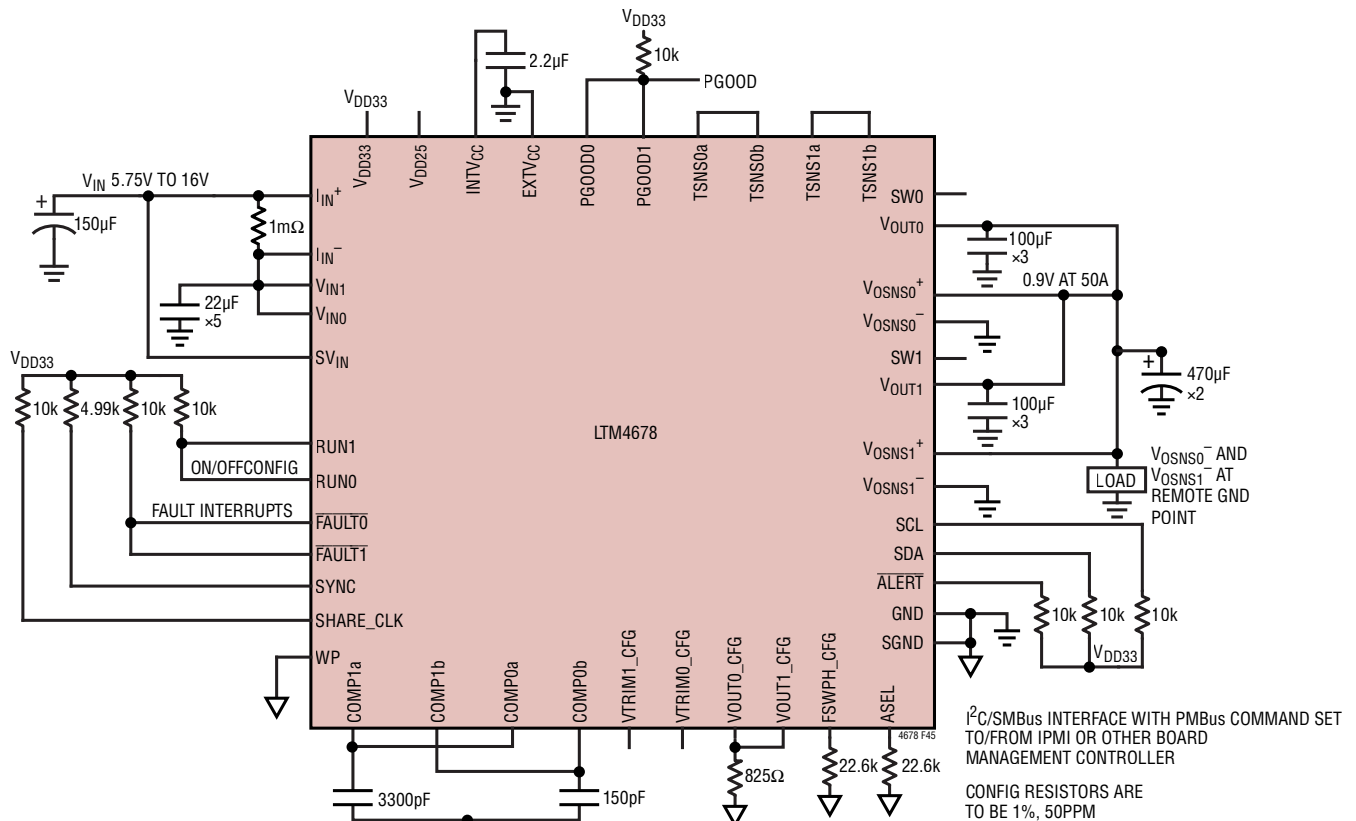 VDD33
10k
2.2µF
PGOOD
VDD33
VDD33
VDD25
INTVCC
EXTVCC
PGOOD0
PGOOD1
TSNS0a
TSNS0b
TSNS1a
TSNS1b
VIN 5.75V TO 16V
+
150µF
1mΩ
22µF
×5
IIN+
IIN−
VIN1
VIN0
SVIN
VDD33
10k
4.99k
10k
10k
RUN1
ON/OFFCONFIG
RUN0
FAULT INTERRUPTS
FAULT0
FAULT1
SYNC
SHARE_CLK
WP
LTM4678
SW0
VOUT0
100µF
×3
0.9V AT 50A
VOSNS0+
VOSNS0−
SW1
VOUT1
100µF
×3
+
470µF
×2
VOSNS1+
VOSNS1−
LOAD
VOSNS0− AND
VOSNS1− AT
REMOTE GND
POINT
SCL
SDA
ALERT
GND
SGND
10k
10k
10k
VDD33
COMP1a
COMP1b
COMP0a
COMP0b
VTRIM1_CFG
VTRIM0_CFG
VOUT0_CFG
VOUT1_CFG
FSWPH_CFG
ASEL
4678 F45
3300pF
150pF
825Ω
22.6k
22.6k
I2C/SMBus INTERFACE WITH PMBus COMMAND SET
TO/FROM IPMI OR OTHER BOARD
MANAGEMENT CONTROLLER
CONFIG RESISTORS ARE
TO BE 1%, 50PPM